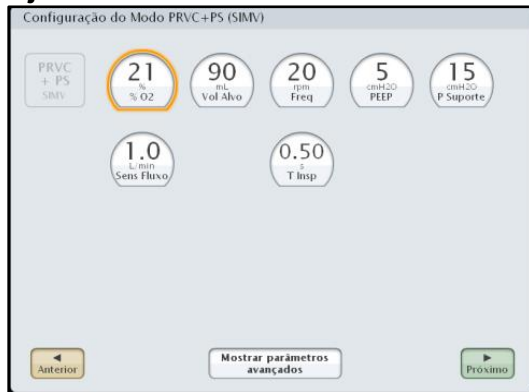 Configuração do Modo PRVC+PS (SIMV)
PRVC
+ PS
SIMV
21
%
% O2
90
mL
Vol Alvo
20
rpm
Freq
5
cmH2O
PEEP
15
cmH2O
P Suporte
1.0
L/min
Sens Fluxo
0.50
s
T Insp
Anterior
Mostrar parâmetros
avançados
Próximo